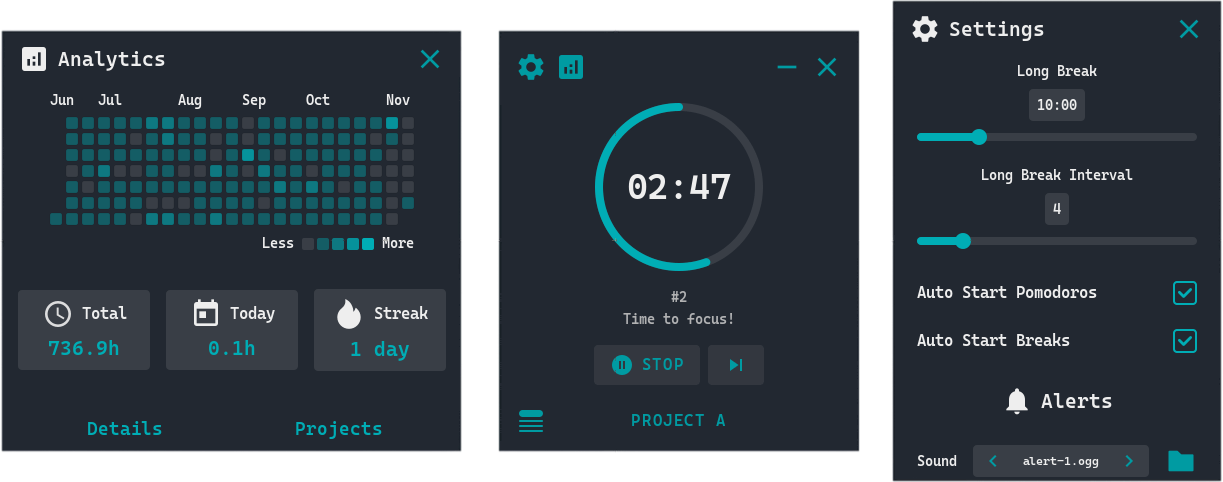 Analytics
Jun Jul Aug Sep Oct Nov
Less More
Total
736.9h
Today
0.1h
Streak
1 day
Details
Projects
02:47
#2
Time to focus!
STOP
PROJECT A
Settings
Long Break
10:00
Long Break Interval
4
Auto Start Pomodoros
Auto Start Breaks
Alerts
Sound
alert-1.ogg